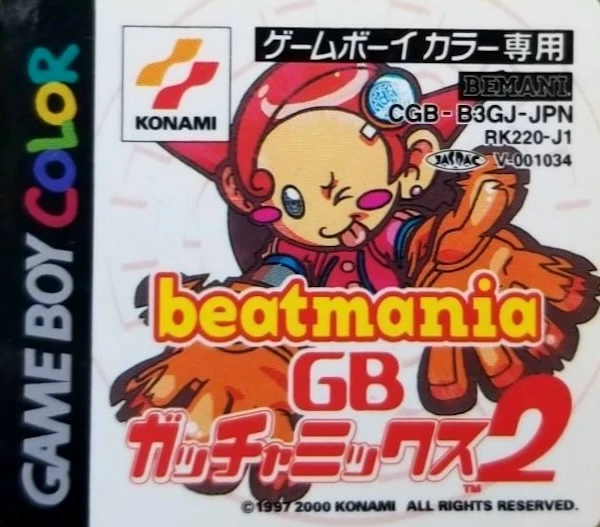 GAME BOY COLOR
KONAMI
ゲームボーイカラー専用
BEMANI
CGB-B3GJ-JPN
RK220-J1
JASRAC V-001034
beatmania
GB
ガッチャミックス2
TM
©1997 2000 KONAMI ALL RIGHTS RESERVED.